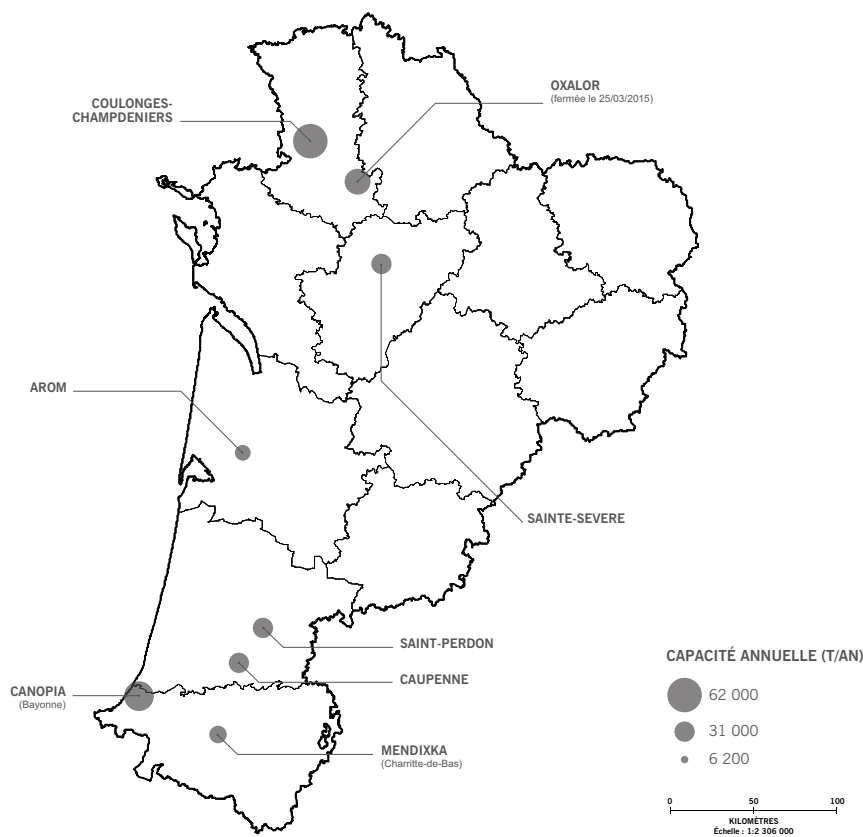 OXALOR
(fermée le 25/03/2015)
COULONGES-
CHAMPDENIERS
AROM
SAINTE-SEVERE
SAINT-PERDON
CAUPENNE
CANOPIA
(Bayonne)
MENDIXKA
(Charritte-de-Bas)
CAPACITÉ ANNUELLE (T/AN)
62 000
31 000
6 200
0 50 100
KILOMÈTRES
Échelle : 1:2 306 000